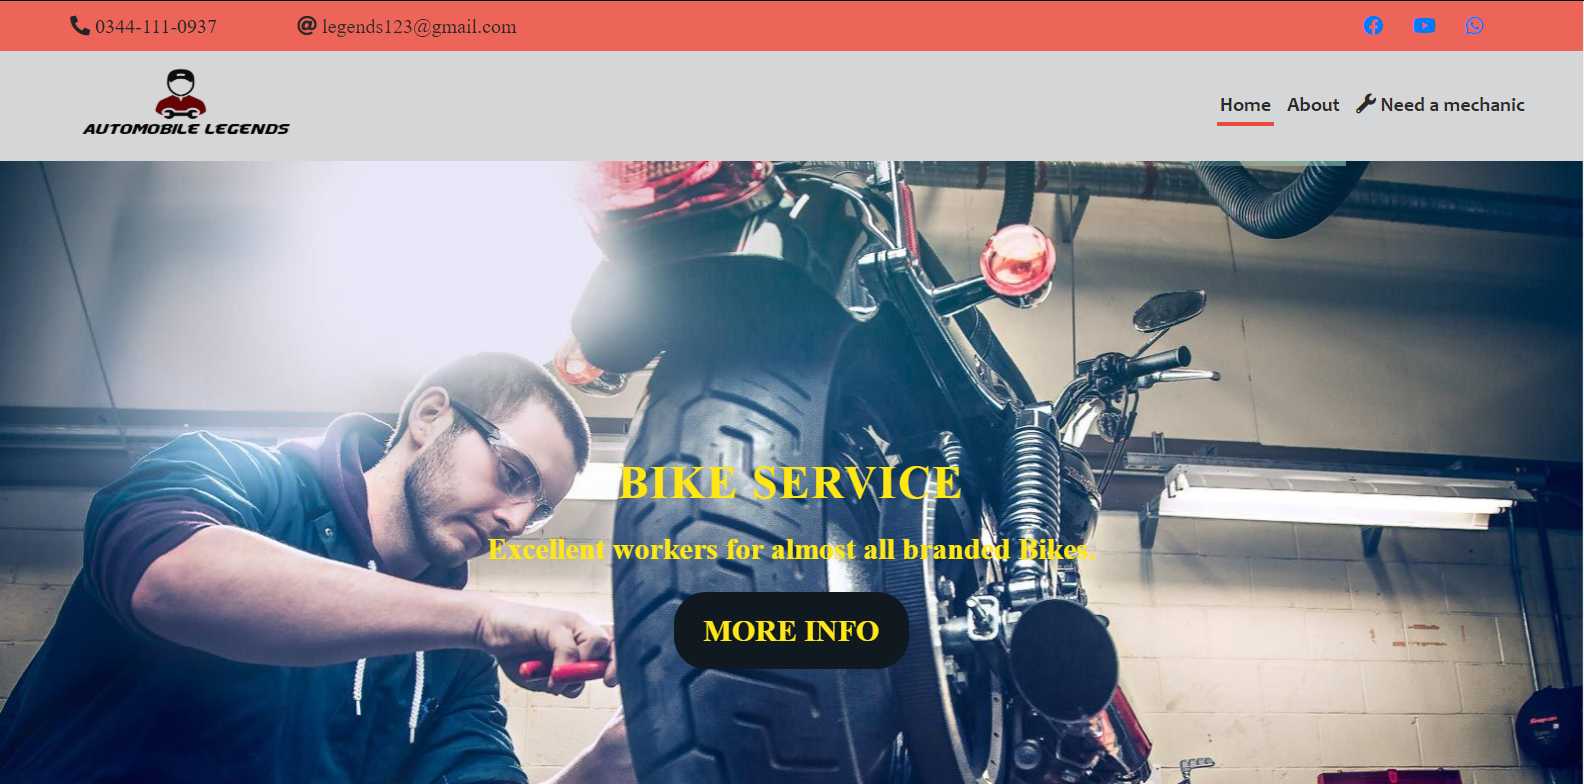 0344-111-0937
legends123@gmail.com
AUTOMOBILE LEGENDS
Home
About
Need a mechanic
BIKE SERVICE
Excellent workers for almost all branded Bikes.
MORE INFO